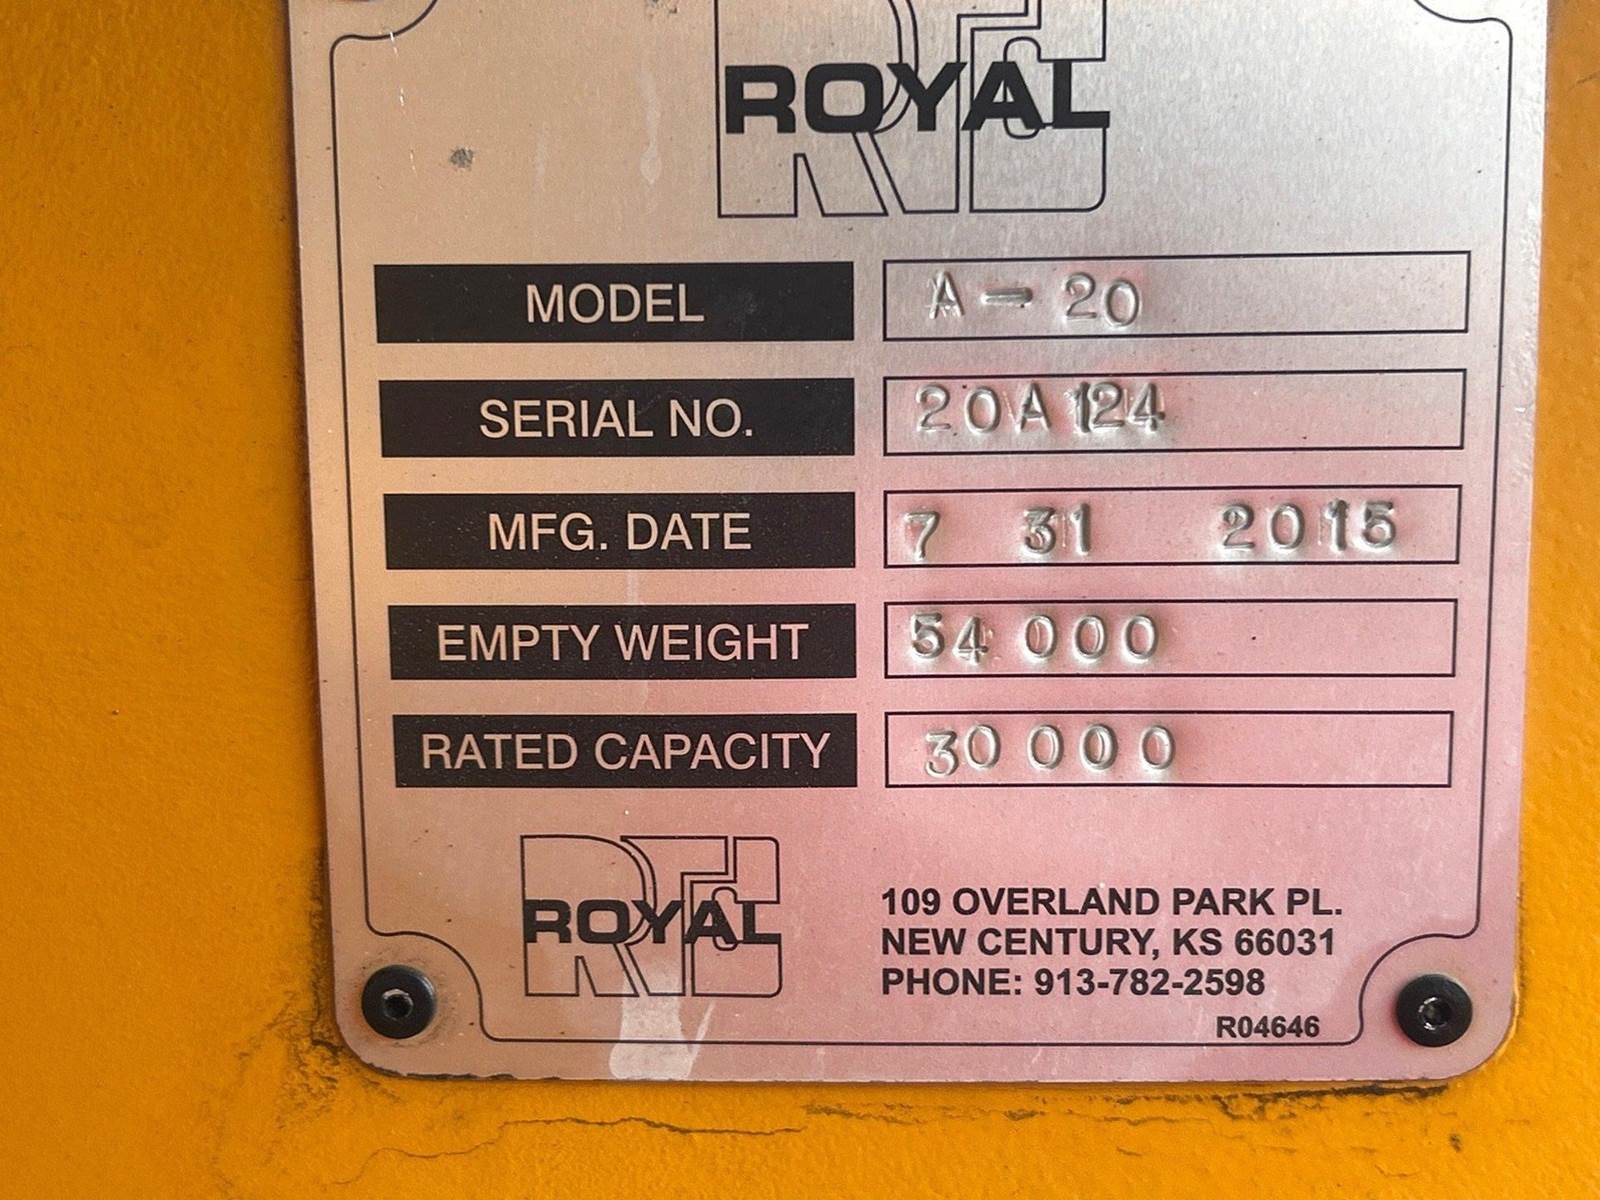 ROYAL
MODEL A-20
SERIAL NO. 20A124
MFG. DATE 7 31 2015
EMPTY WEIGHT 54 000
RATED CAPACITY 30 000
ROYAL
109 OVERLAND PARK PL.
NEW CENTURY, KS 66031
PHONE: 913-782-2598
R04646